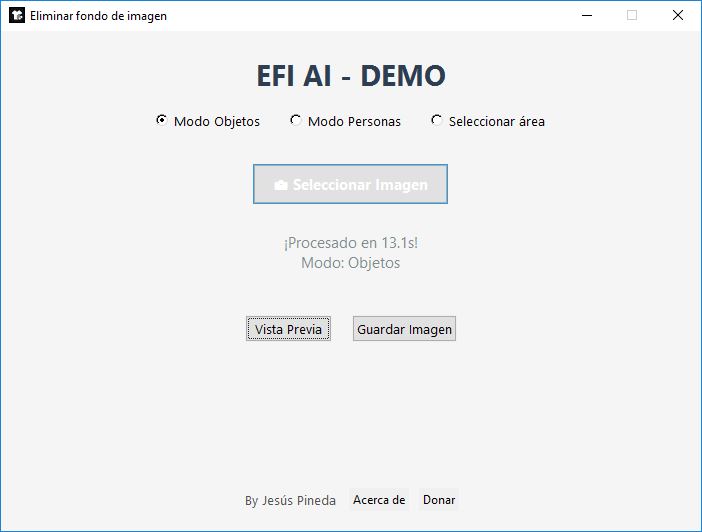 Eliminar fondo de imagen
EFI AI - DEMO
Modo Objetos Modo Personas Seleccionar área
Seleccionar Imagen
¡Procesado en 13.1s!
Modo: Objetos
Vista Previa Guardar Imagen
By Jesús Pineda Acerca de Donar